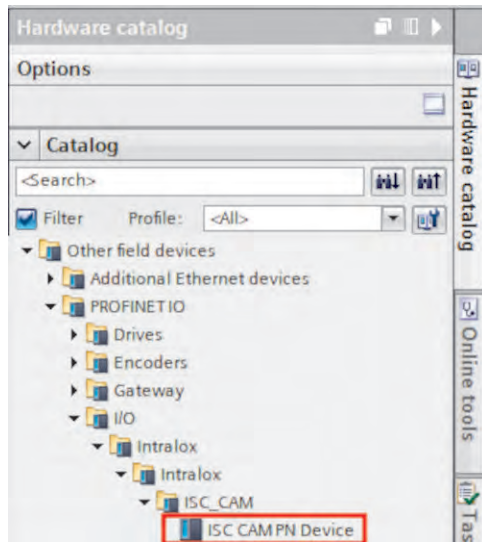 Hardware catalog
Options
Catalog
<Search>
Filter Profile: <All>
Other field devices
Additional Ethernet devices
PROFINET IO
Drives
Encoders
Gateway
I/O
Intralox
Intralox
ISC_CAM
ISC CAM PN Device
Hardware catalog
Online tools
Tas